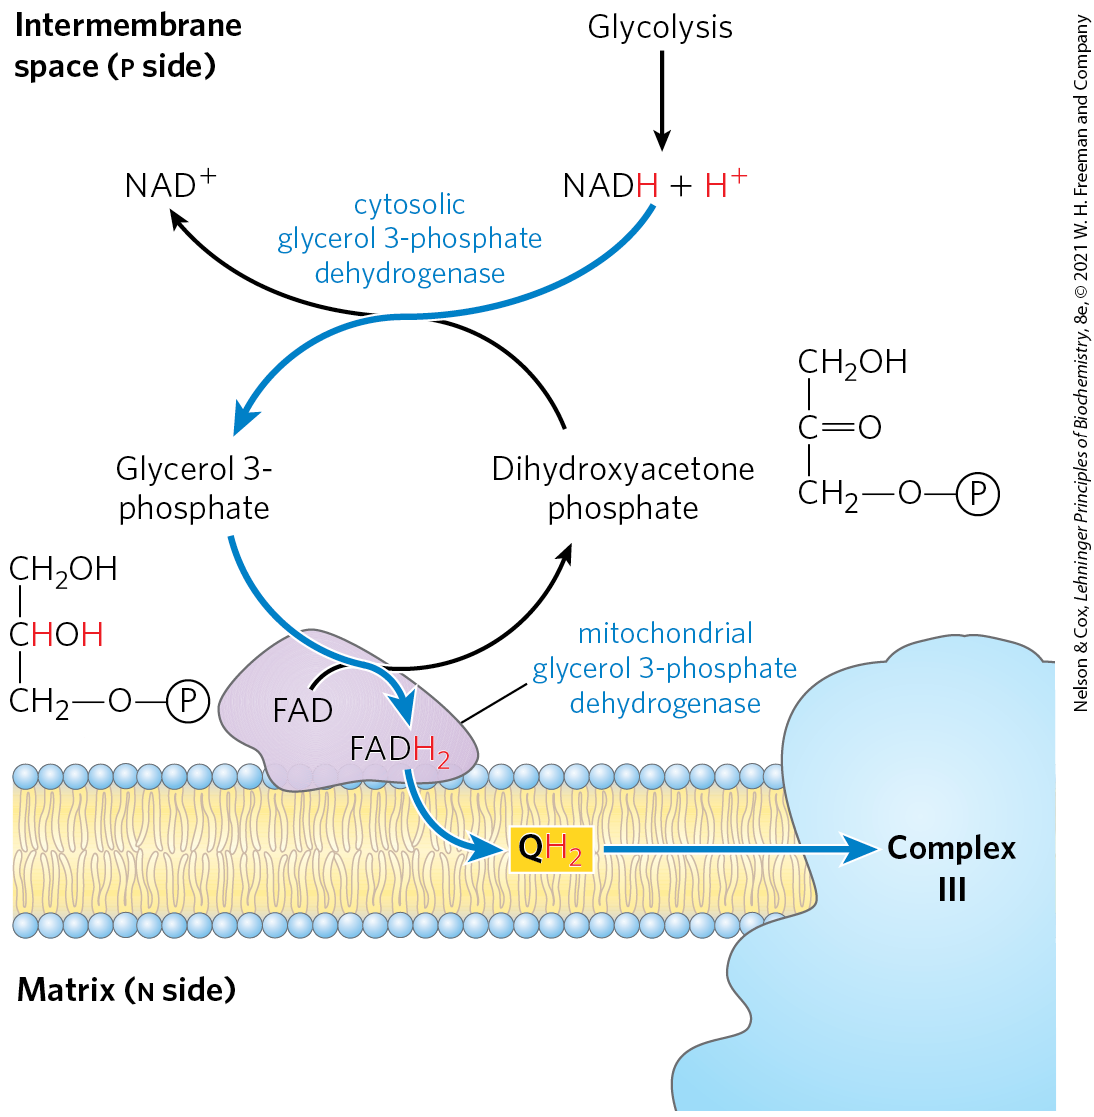 Intermembrane
space (P side)
Glycolysis
NAD⁺
NADH + H⁺
cytosolic
glycerol 3-phosphate
dehydrogenase
CH₂OH
C=O
CH₂—O—P
Glycerol 3-
phosphate
Dihydroxyacetone
phosphate
CH₂OH
CHOH
CH₂—O—P
mitochondrial
glycerol 3-phosphate
dehydrogenase
FAD
FADH₂
QH₂
Complex
III
Matrix (N side)
Nelson & Cox, Lehninger Principles of Biochemistry, 8e, © 2021 W. H. Freeman and Company